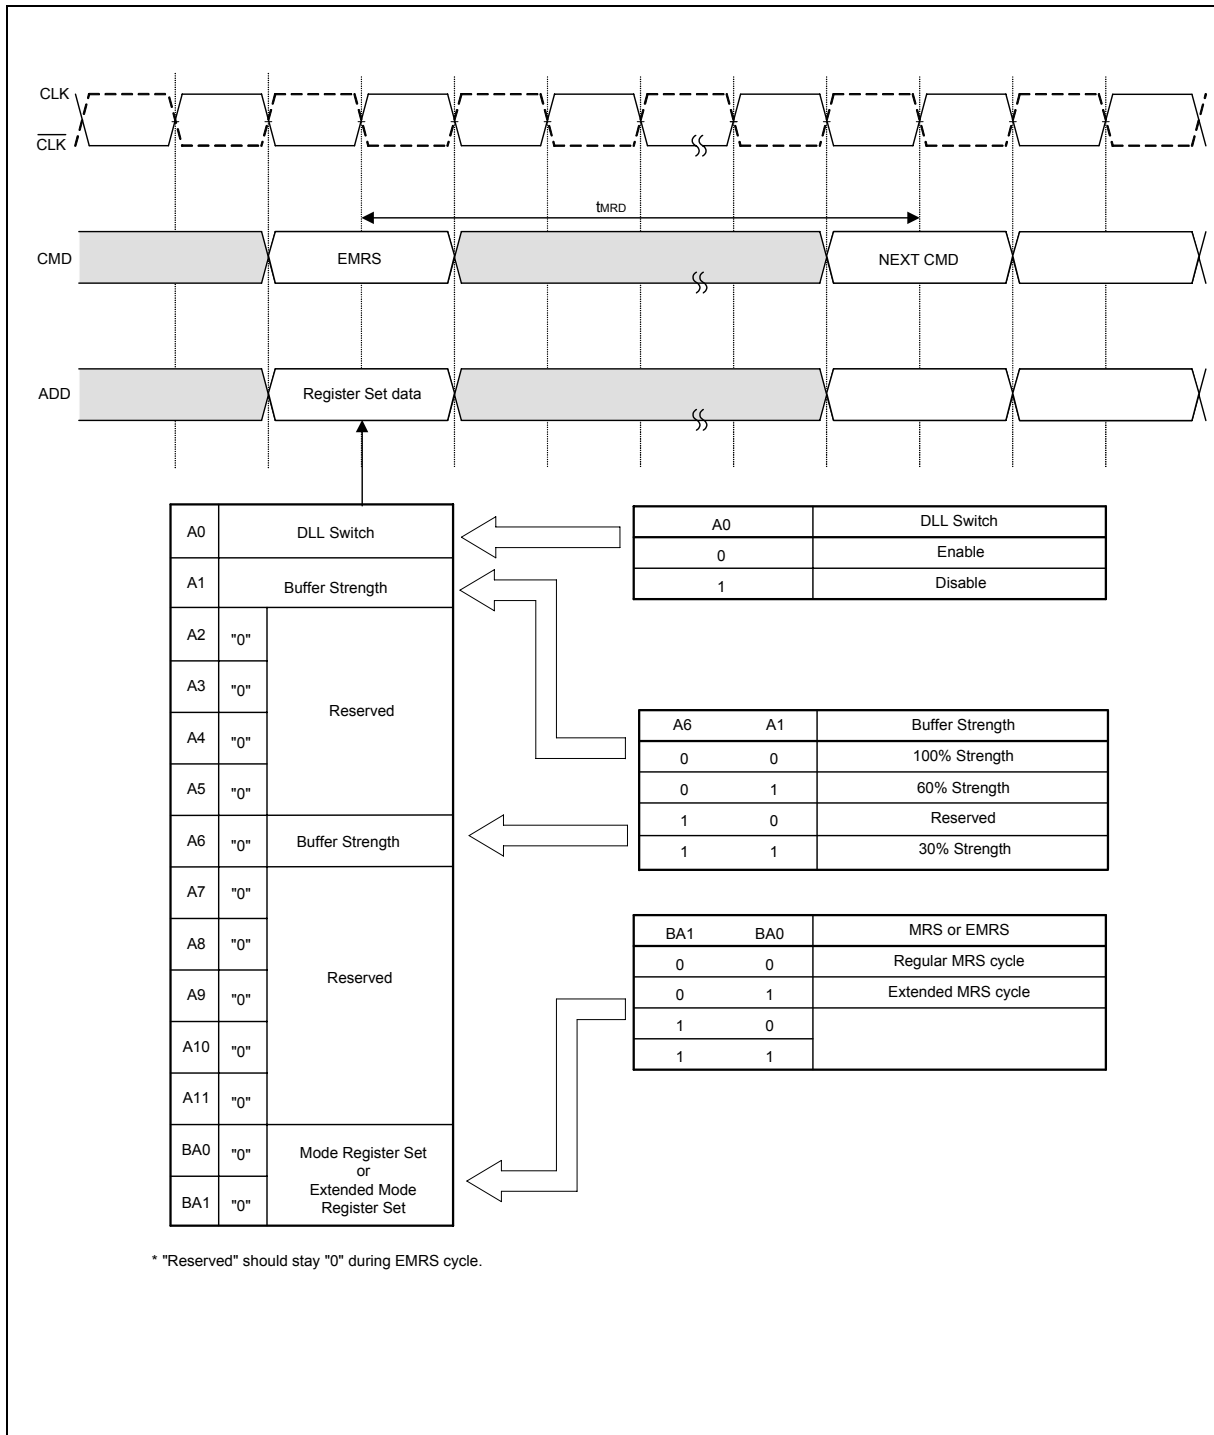 CLK
CLK
tMRD
CMD
EMRS
NEXT CMD
ADD
Register Set data
A0 DLL Switch
A1 Buffer Strength
A2 "0"
A3 "0"
Reserved
A4 "0"
A5 "0"
A6 "0" Buffer Strength
A7 "0"
A8 "0"
Reserved
A9 "0"
A10 "0"
A11 "0"
BA0 "0"
BA1 "0"
Mode Register Set
or
Extended Mode
Register Set
A0 DLL Switch
0 Enable
1 Disable
A6 A1 Buffer Strength
0 0 100% Strength
0 1 60% Strength
1 0 Reserved
1 1 30% Strength
BA1 BA0 MRS or EMRS
0 0 Regular MRS cycle
0 1 Extended MRS cycle
1 0
1 1
* "Reserved" should stay "0" during EMRS cycle.